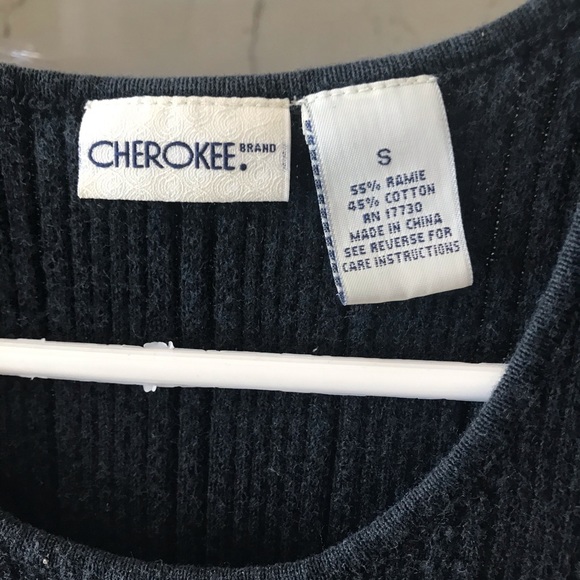 CHEROKEE. BRAND
S
55% RAMIE
45% COTTON
RN 17730
MADE IN CHINA
SEE REVERSE FOR
CARE INSTRUCTIONS